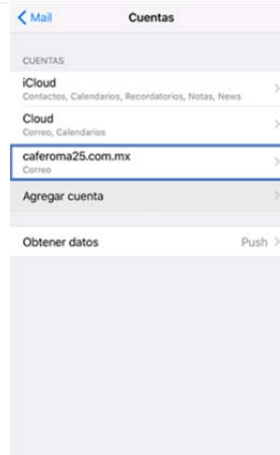 Mail
Cuentas
CUENTAS
iCloud
Contactos, Calendarios, Recordatorios, Notas, News
Cloud
Correo, Calendarios
caferoma25.com.mx
Correo
Agregar cuenta
Obtener datos Push